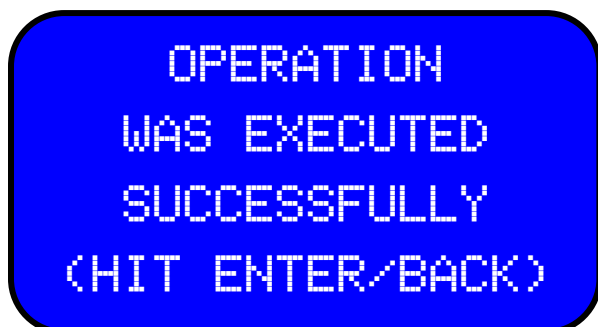 OPERATION
WAS EXECUTED
SUCCESSFULLY
(HIT ENTER/BACK)